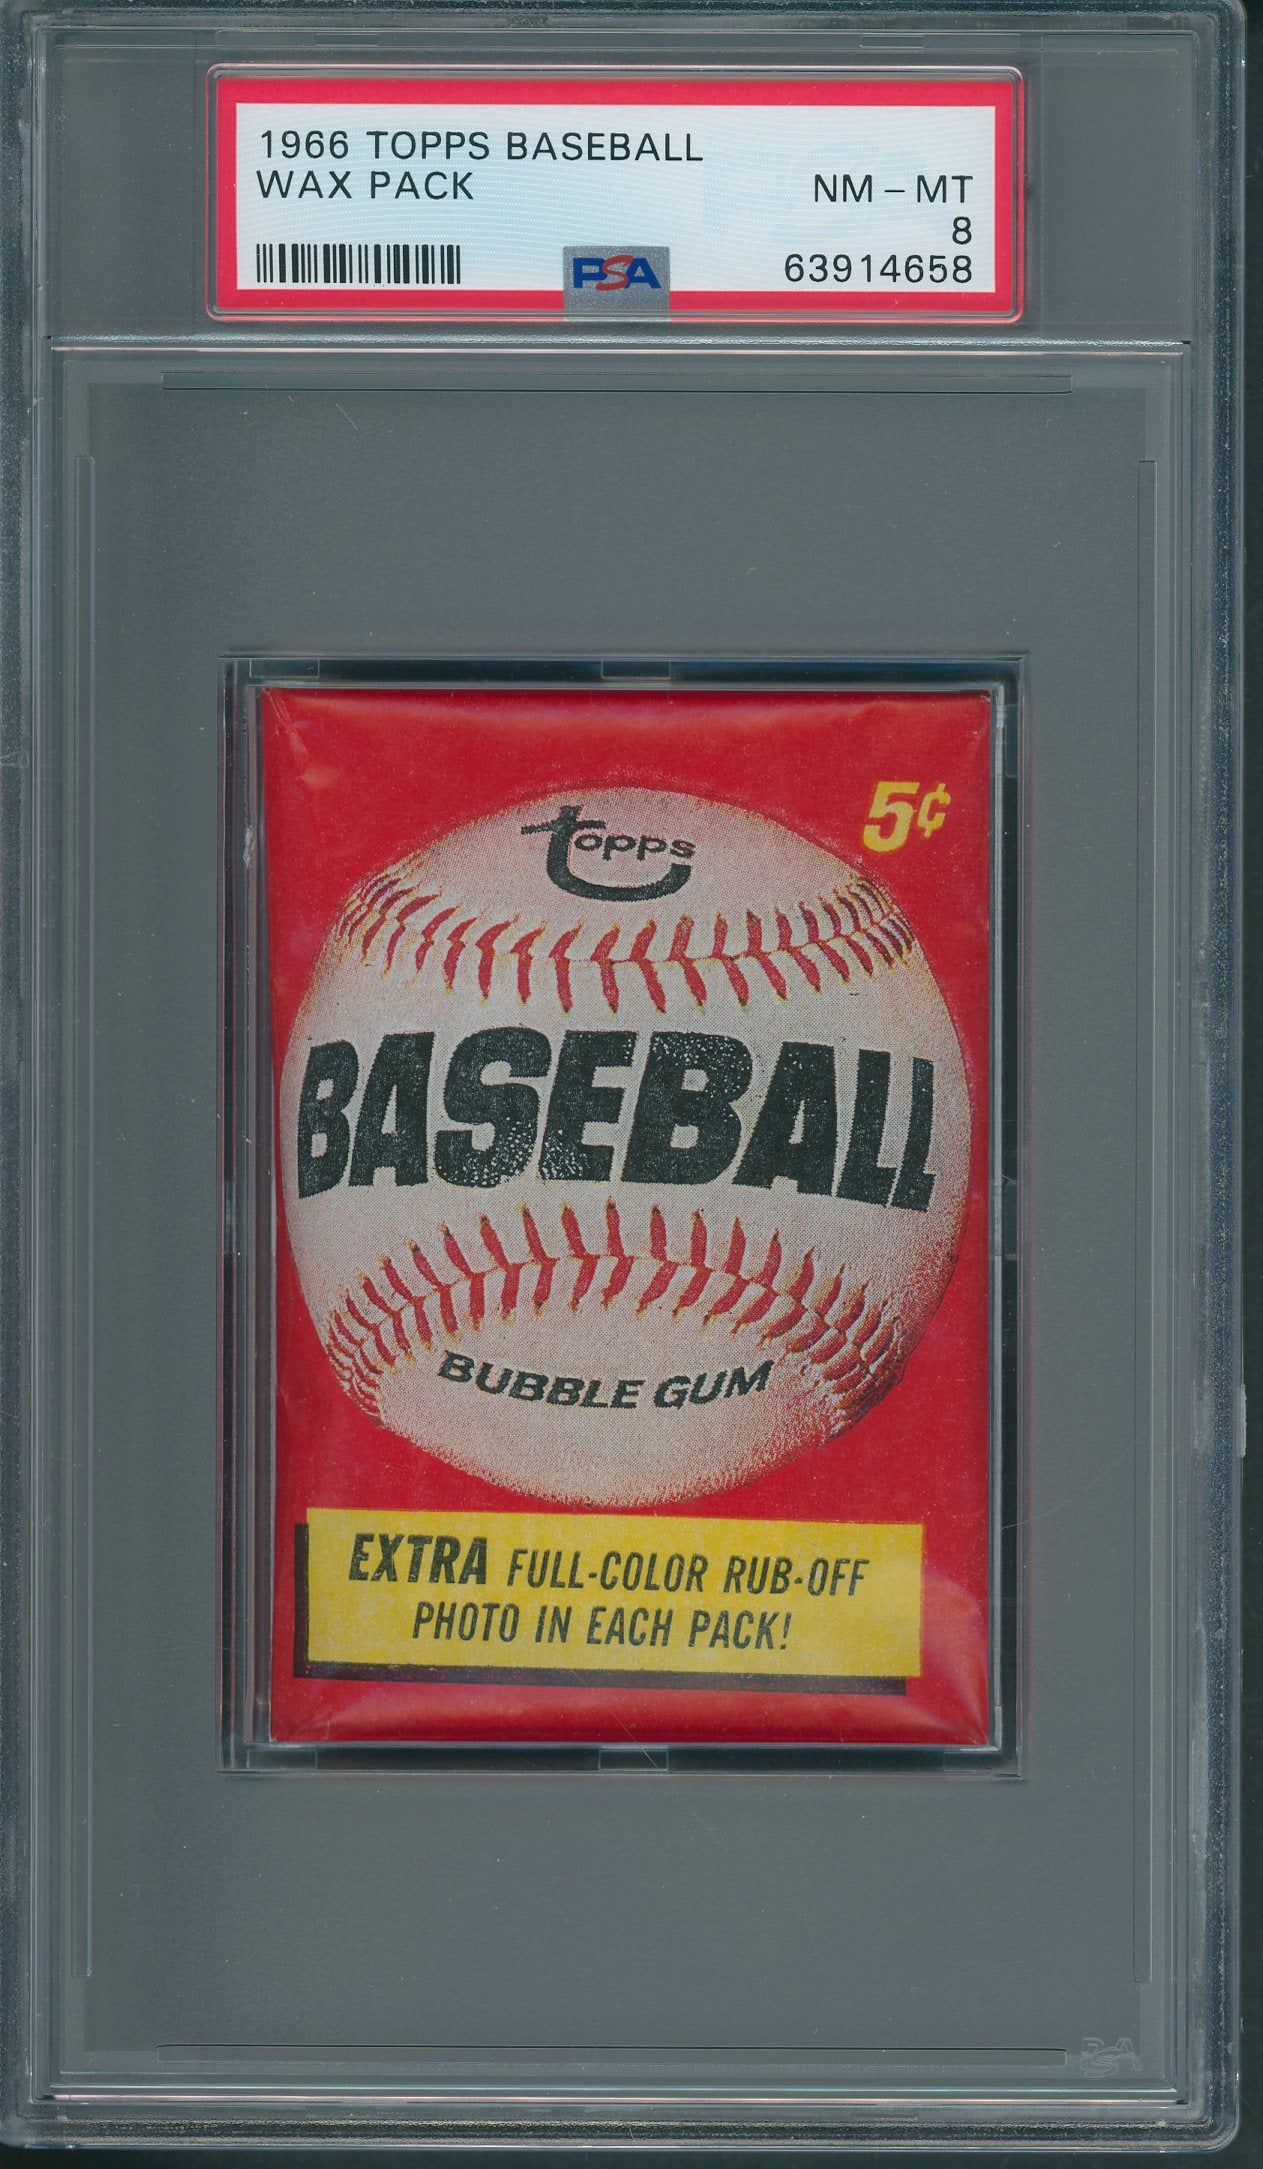 1966 TOPPS BASEBALL
WAX PACK
NM - MT
8
63914658
PSA
5¢
topps
BASEBALL
BUBBLE GUM
EXTRA FULL-COLOR RUB-OFF
PHOTO IN EACH PACK!
PSA